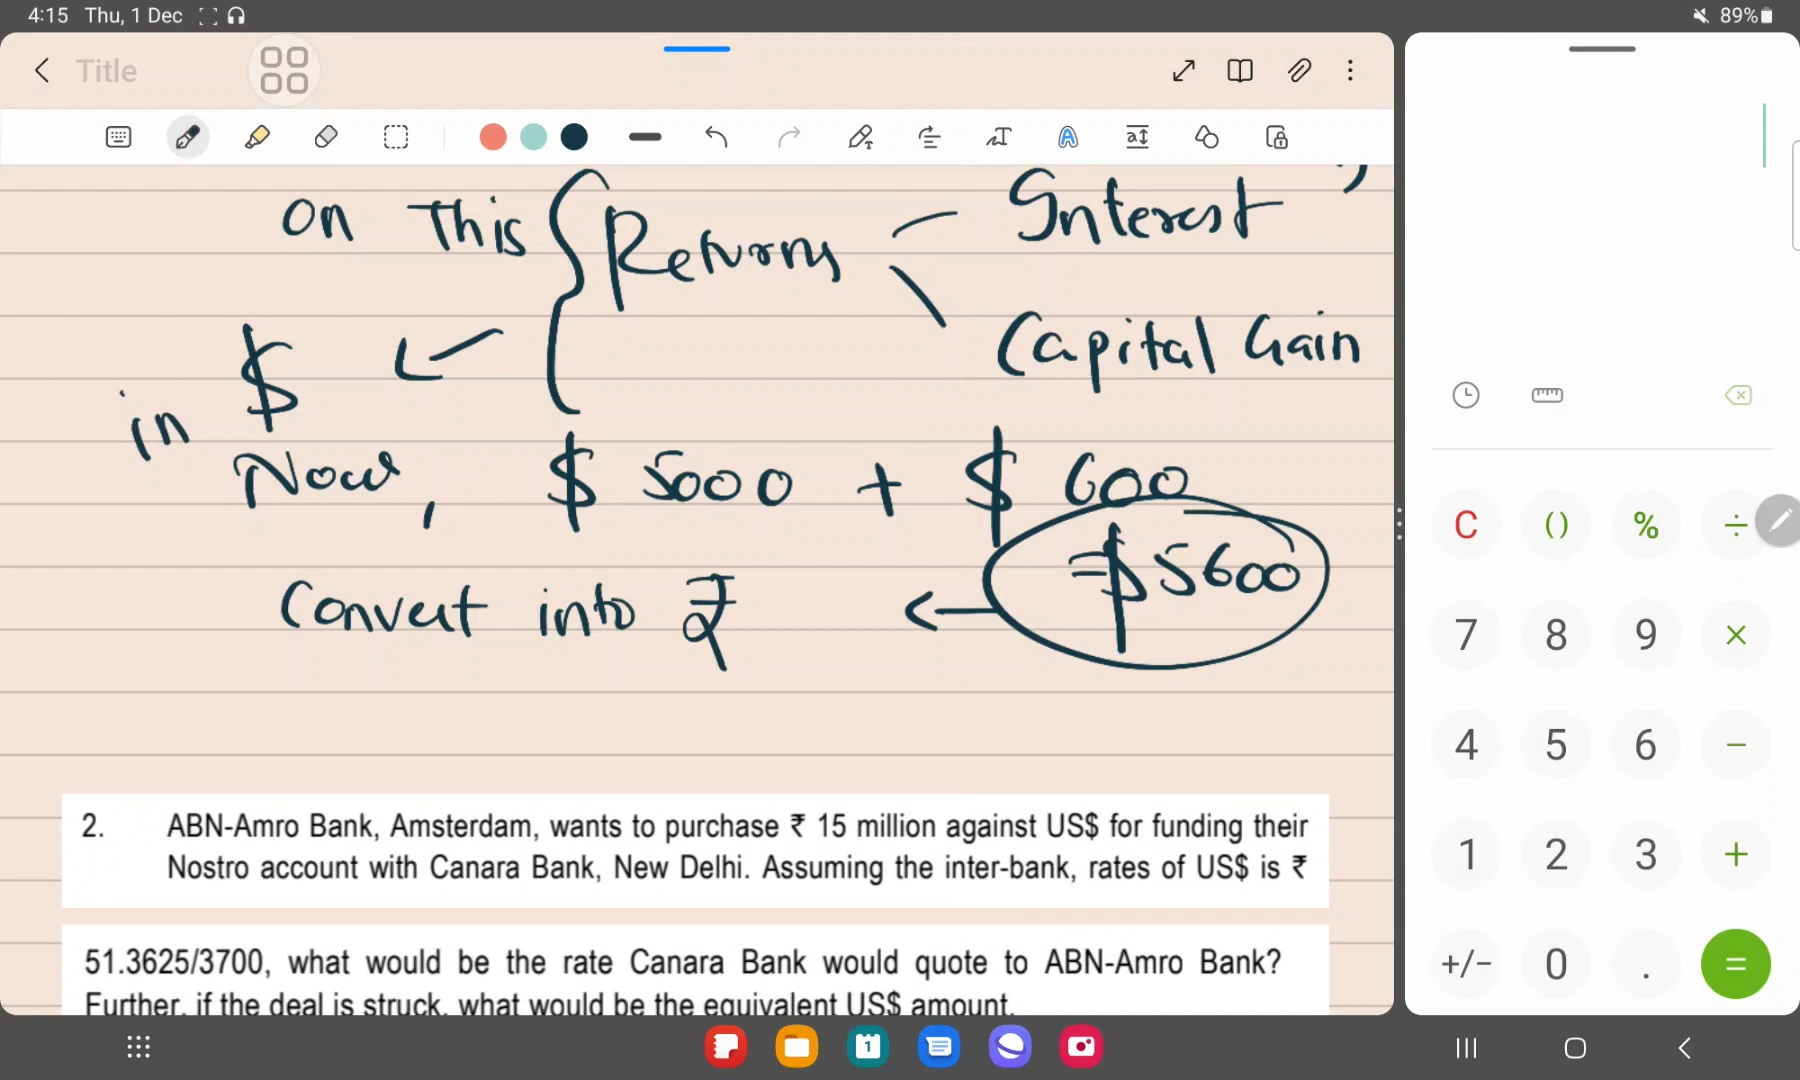 4:15 Thu, 1 Dec 89%
Title
on This Returns Interest ,
Capital Gain
in $
Now, $ 5000 + $ 600
= $ 5600
Convert into ₹
2. ABN-Amro Bank, Amsterdam, wants to purchase ₹ 15 million against US$ for funding their
Nostro account with Canara Bank, New Delhi. Assuming the inter-bank, rates of US$ is ₹
51.3625/3700, what would be the rate Canara Bank would quote to ABN-Amro Bank?
Further, if the deal is struck, what would be the equivalent US$ amount.
C () % ÷
7 8 9 ×
4 5 6 −
1 2 3 +
+/− 0 . =
1